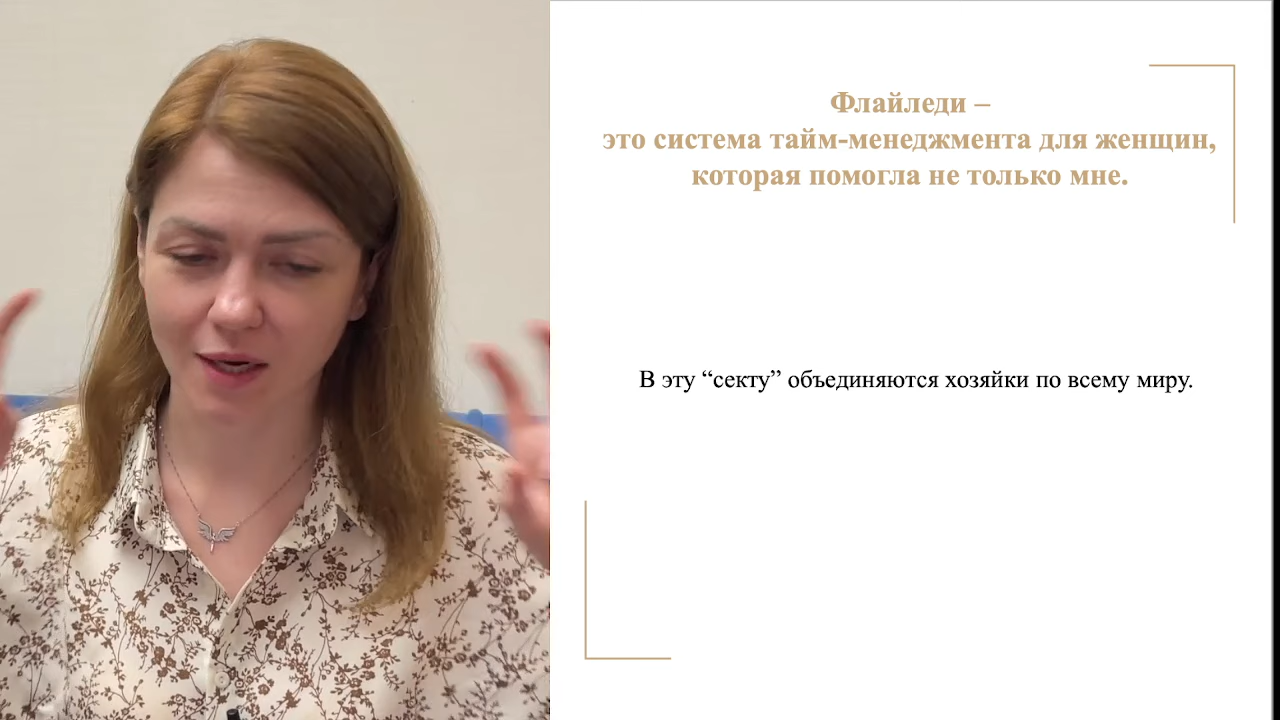 Флайледи –
это система тайм-менеджмента для женщин,
которая помогла не только мне.
В эту “секту” объединяются хозяйки по всему миру.